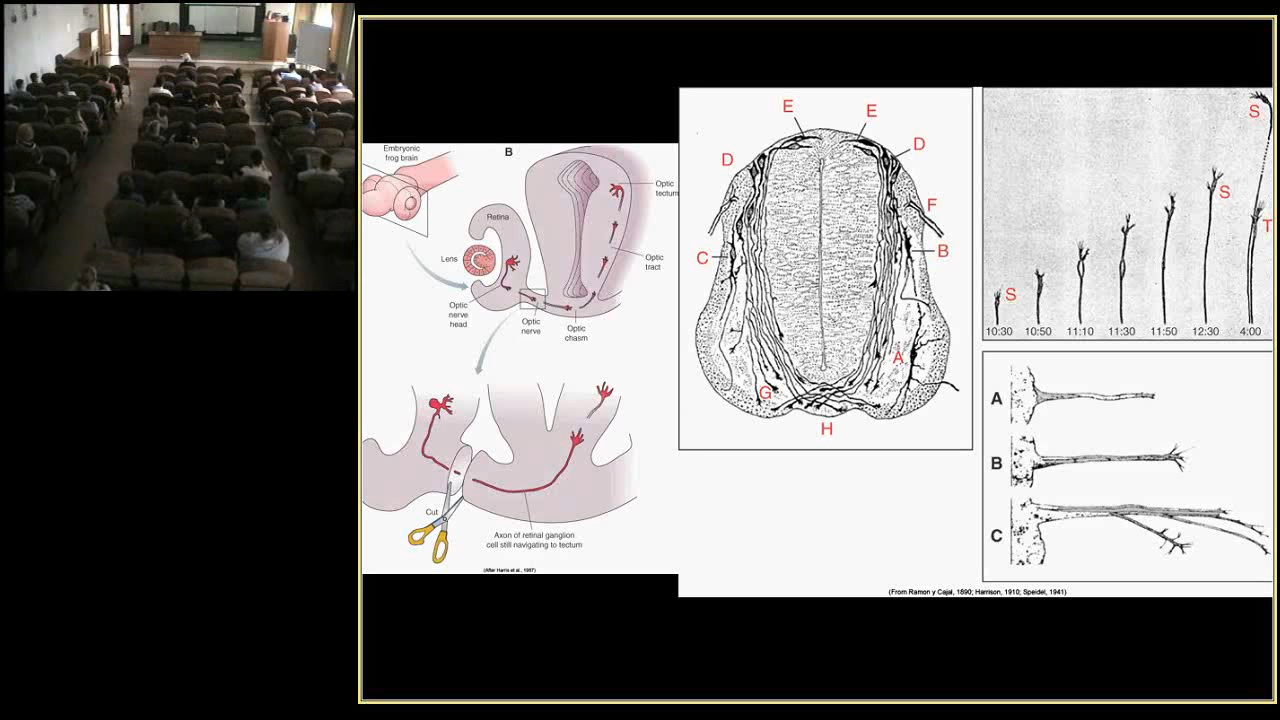 Embryonic
frog brain
B
Optic
tectum
Retina
Lens
Optic
tract
Optic
nerve
head
Optic
nerve
Optic
chasm
Cut
Axon of retinal ganglion
cell still navigating to tectum
(After Harris et al., 1987)
E
E
D
D
F
C
B
A
G
H
S
S
T
S
10:30
10:50
11:10
11:30
11:50
12:30
4:00
A
B
C
(From Ramon y Cajal, 1890; Harrison, 1910; Speidel, 1941)